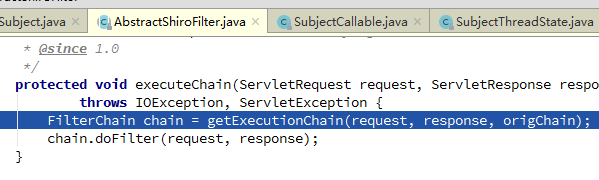 Subject.java × AbstractShiroFilter.java × SubjectCallable.java × SubjectThreadState.java
* @since 1.0
*/
protected void executeChain(ServletRequest request, ServletResponse respo
throws IOException, ServletException {
FilterChain chain = getExecutionChain(request, response, origChain);
chain.doFilter(request, response);
}